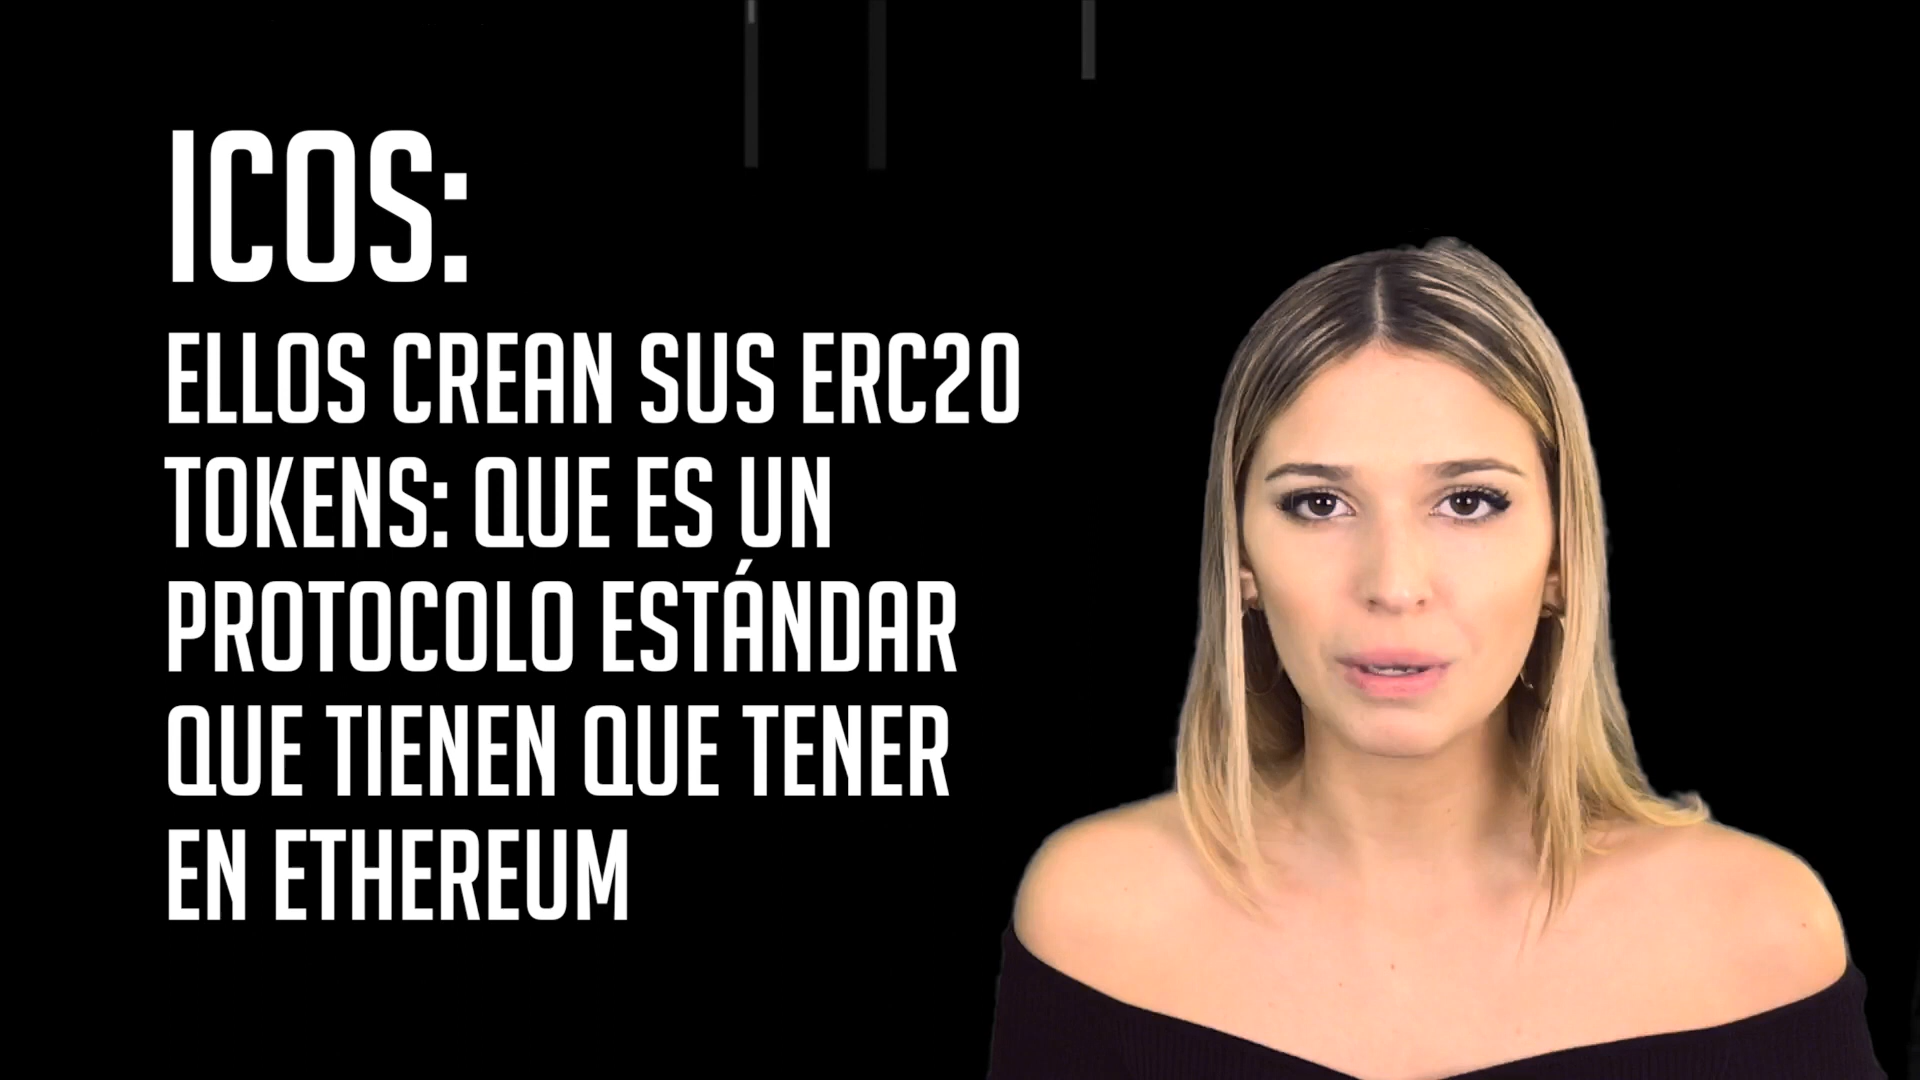 ICOS:
ELLOS CREAN SUS ERC20
TOKENS: QUE ES UN
PROTOCOLO ESTÁNDAR
QUE TIENEN QUE TENER
EN ETHEREUM